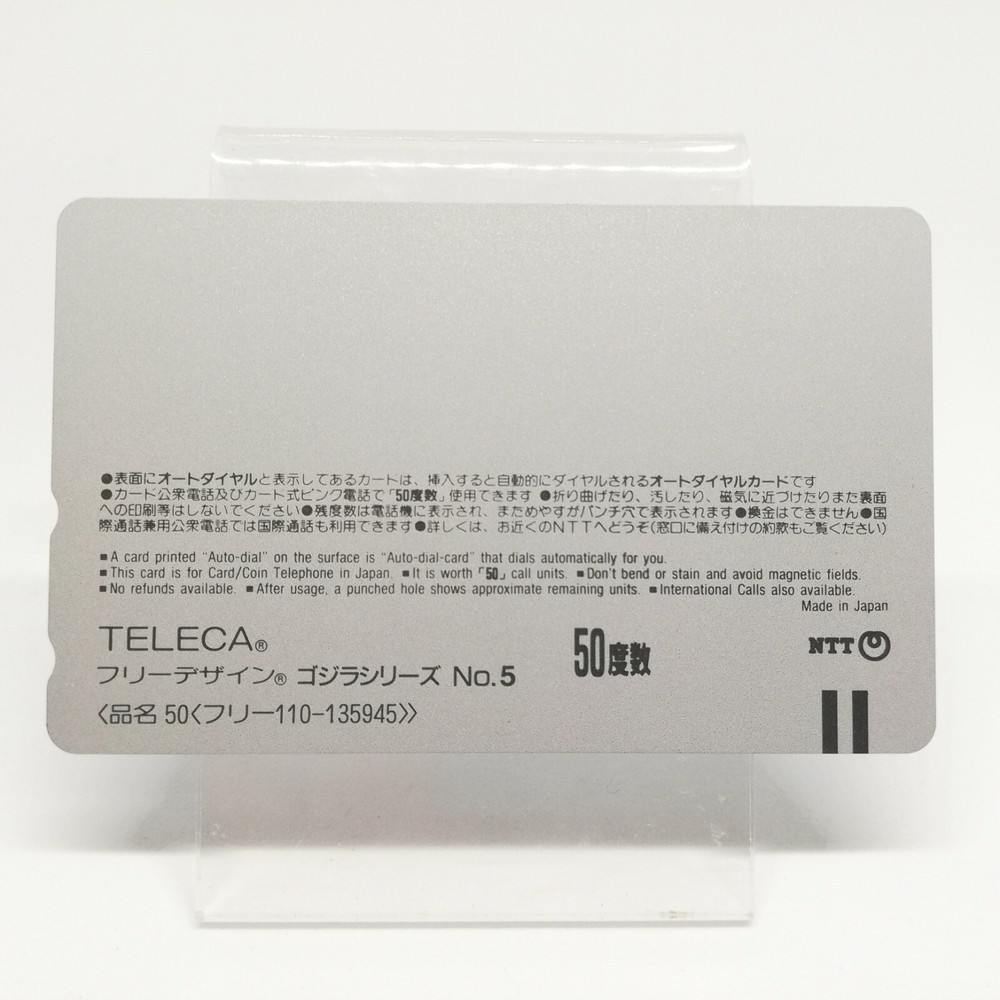 ●表面にオートダイヤルと表示してあるカードは、挿入すると自動的にダイヤルされるオートダイヤルカードです
●カード公衆電話及びカード式ピンク電話で「50度数」使用できます ●折り曲げたり、汚したり、磁気に近づけたりまた裏面
への印刷等はしないでください●残度数は電話機に表示され、まためやすがパンチ穴で表示されます●換金はできません●国
際通話兼用公衆電話では国際通話も利用できます●詳しくは、お近くのNTTへどうぞ(窓口に備え付けの約款もご覧ください)
■A card printed "Auto-dial" on the surface is "Auto-dial-card" that dials automatically for you.
■This card is for Card/Coin Telephone in Japan. ■It is worth「50」call units. ■Don't bend or stain and avoid magnetic fields.
■No refunds available. ■After usage, a punched hole shows approximate remaining units. ■International Calls also available.
Made in Japan
TELECA®
50度数
NTT
フリーデザイン® ゴジラシリーズ No.5
〈品名 50〈フリー110-135945〉〉